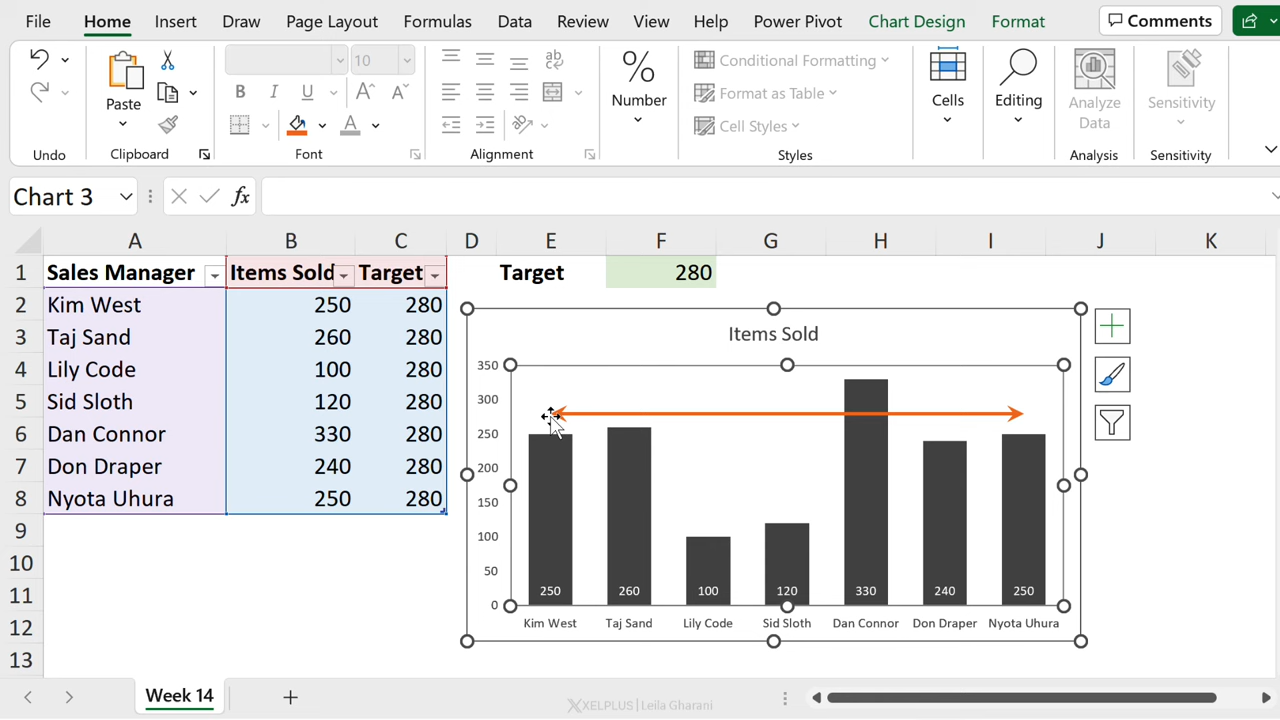 File Home Insert Draw Page Layout Formulas Data Review View Help Power Pivot Chart Design Format Comments
Paste
10
B I U A A
ab
%
Number
Conditional Formatting
Format as Table
Cell Styles
Cells
Editing
Analyze
Data
Sensitivity
Undo Clipboard Font Alignment Styles Analysis Sensitivity
Chart 3 fx
A B C D E F G H I J K
1 Sales Manager Items Sold Target Target 280
2 Kim West 250 280
3 Taj Sand 260 280
4 Lily Code 100 280
5 Sid Sloth 120 280
6 Dan Connor 330 280
7 Don Draper 240 280
8 Nyota Uhura 250 280
9
10
11
12
13
Items Sold
350
300
250
200
150
100
50
0
250 260 100 120 330 240 250
Kim West Taj Sand Lily Code Sid Sloth Dan Connor Don Draper Nyota Uhura
Week 14
XELPLUS | Leila Gharani